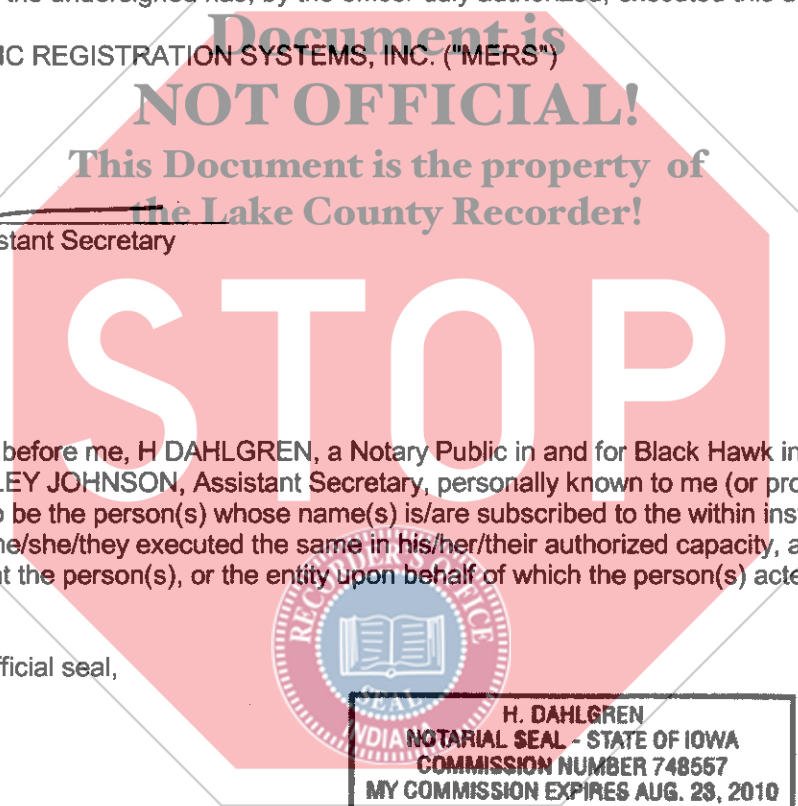 the undersigned has, by the officer duly authorized, executed this
Document is
IC REGISTRATION SYSTEMS, INC. ("MERS")
NOT OFFICIAL!
This Document is the property of
the Lake County Recorder!
stant Secretary
STOP
before me, H DAHLGREN, a Notary Public in and for Black Hawk in
LEY JOHNSON, Assistant Secretary, personally known to me (or pro
o be the person(s) whose name(s) is/are subscribed to the within ins
he/she/they executed the same in his/her/their authorized capacity, a
t the person(s), or the entity upon behalf of which the person(s) acte
RECORDER'S OFFICE
fficial seal,
SEAL
INDIANA
H. DAHLGREN
NOTARIAL SEAL - STATE OF IOWA
COMMISSION NUMBER 748557
MY COMMISSION EXPIRES AUG. 23, 2010